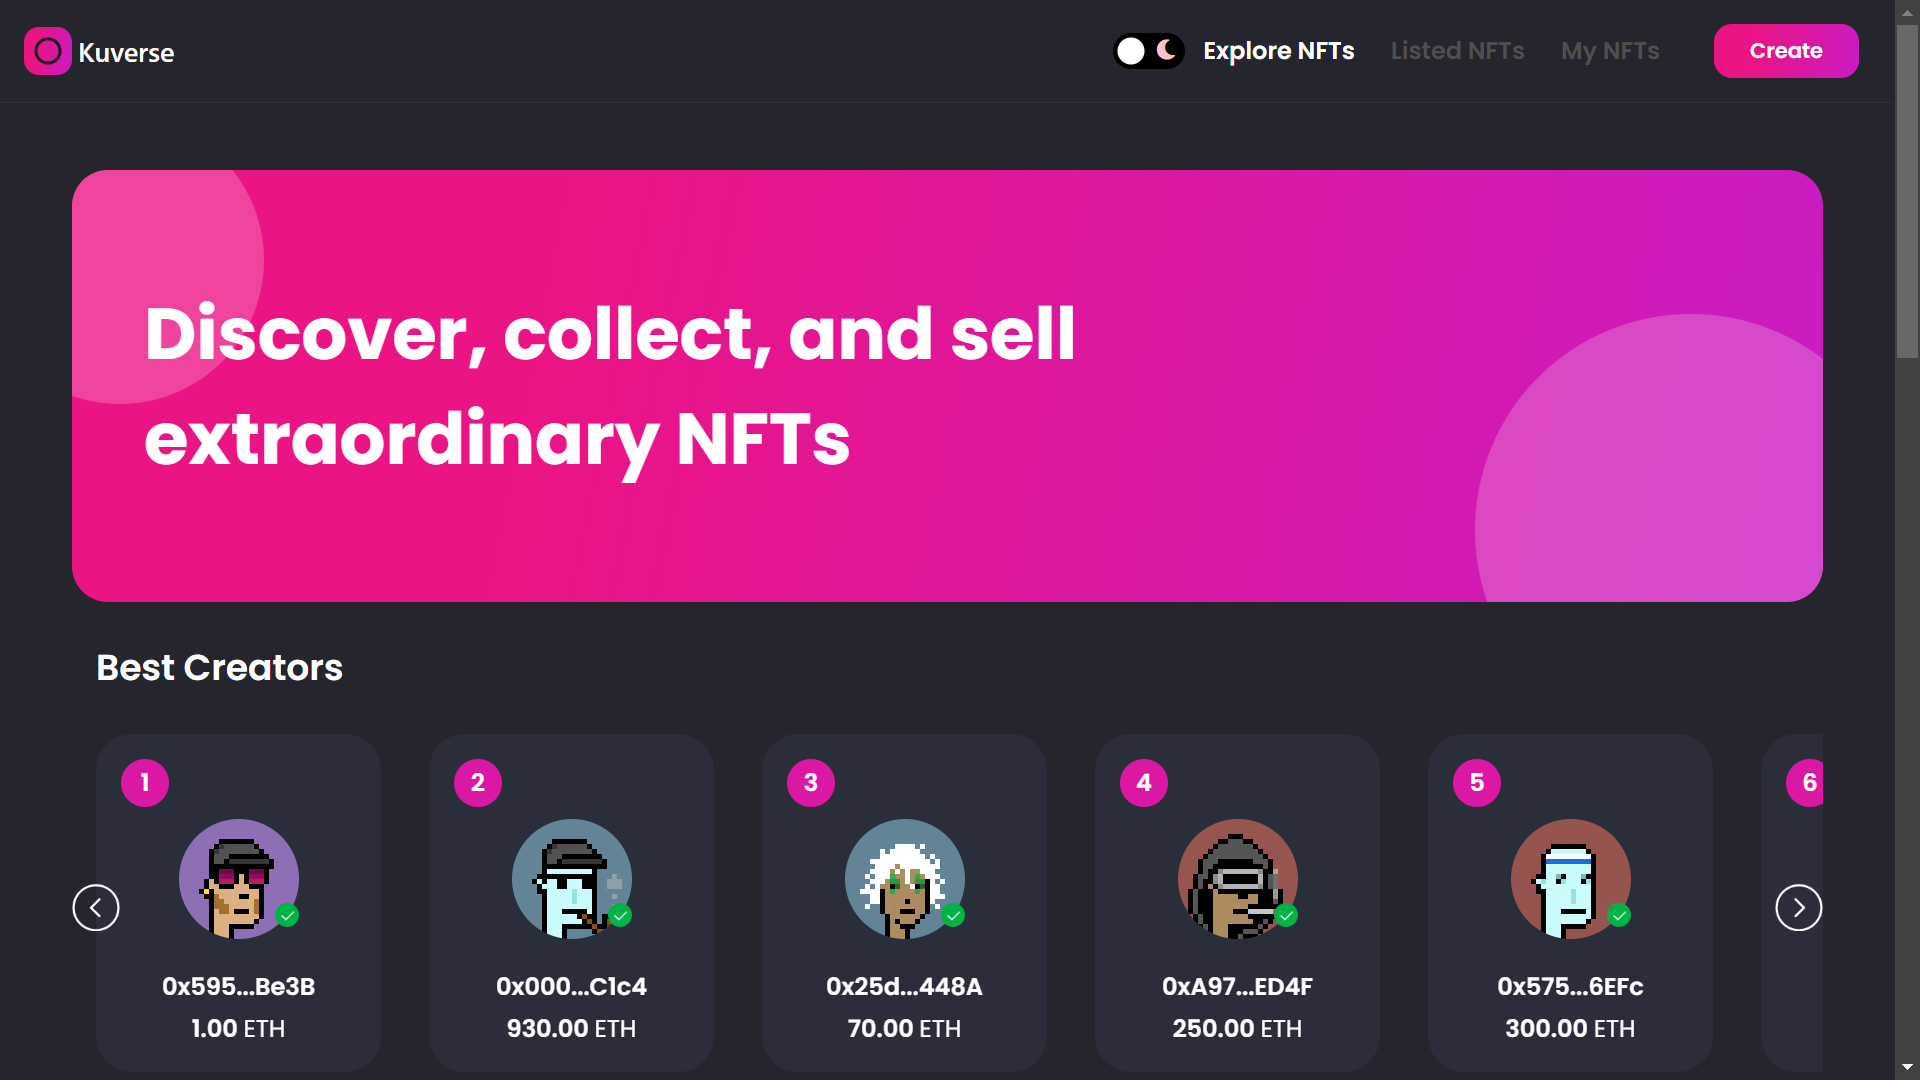 Kuverse
Explore NFTs
Listed NFTs
My NFTs
Create
Discover, collect, and sell
extraordinary NFTs
Best Creators
1
2
3
4
5
6
0x595...Be3B
1.00 ETH
0x000...C1c4
930.00 ETH
0x25d...448A
70.00 ETH
0xA97...ED4F
250.00 ETH
0x575...6EFc
300.00 ETH